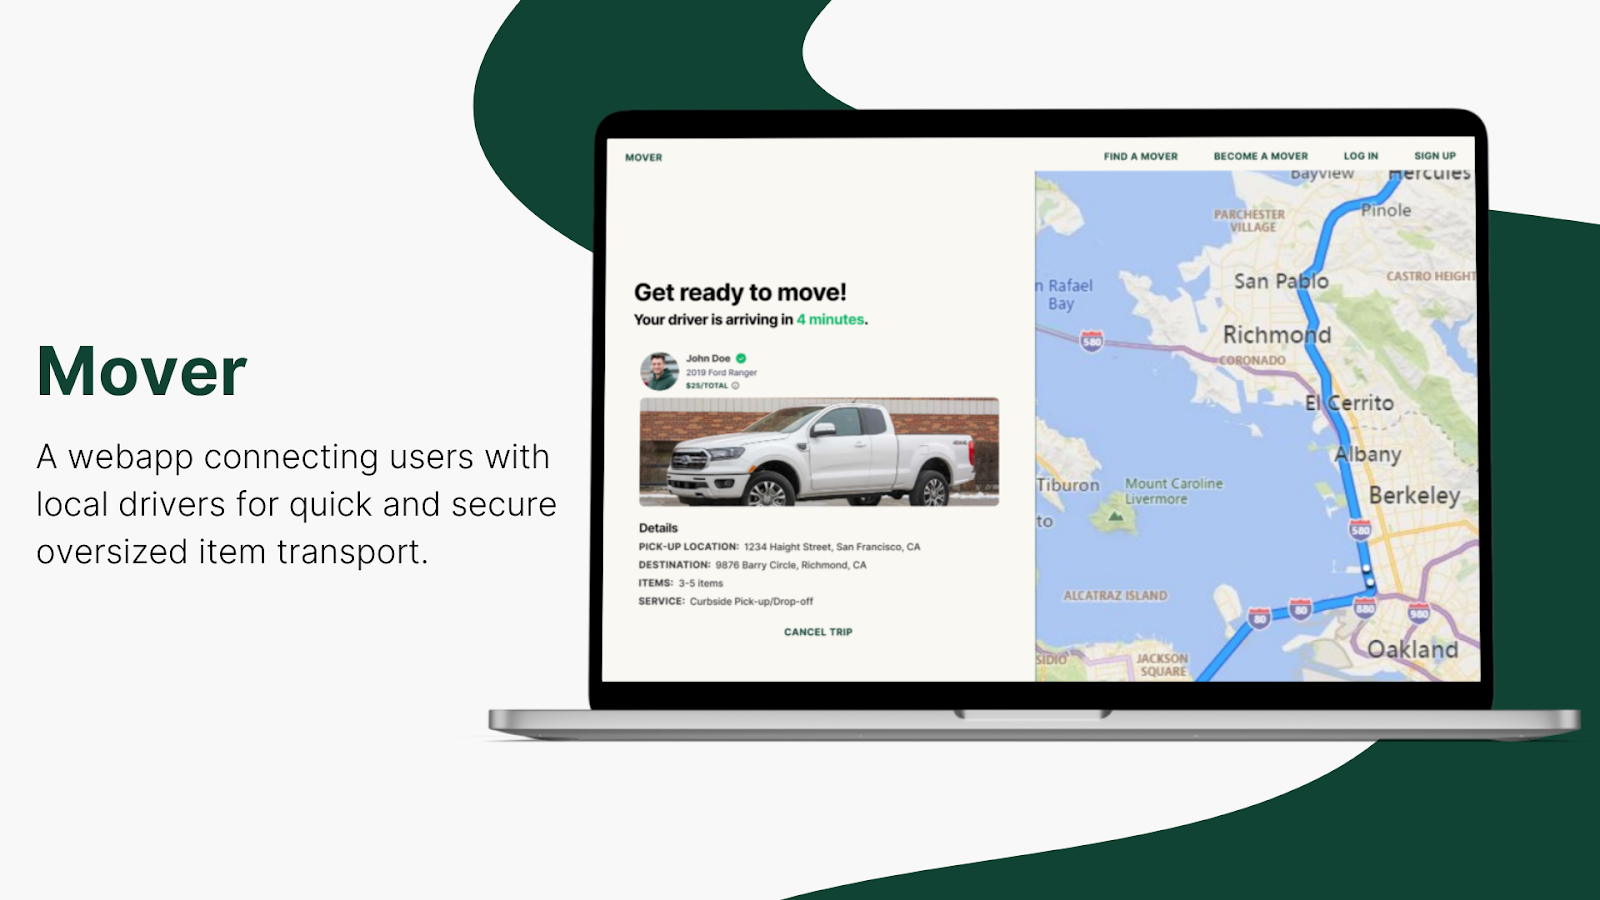 Mover
A webapp connecting users with
local drivers for quick and secure
oversized item transport.
MOVER
FIND A MOVER
BECOME A MOVER
LOG IN
SIGN UP
Get ready to move!
Your driver is arriving in 4 minutes.
John Doe
2019 Ford Ranger
$25/TOTAL
4X4
Details
PICK-UP LOCATION: 1234 Haight Street, San Francisco, CA
DESTINATION: 9876 Barry Circle, Richmond, CA
ITEMS: 3-5 items
SERVICE: Curbside Pick-up/Drop-off
CANCEL TRIP
Bayview
Hercules
Pinole
PARCHESTER
VILLAGE
San Pablo
CASTRO HEIGHT
n Rafael
Bay
580
Richmond
CORONADO
El Cerrito
Albany
Tiburon
Mount Caroline
Livermore
Berkeley
to
580
ALCATRAZ ISLAND
80
80
880
980
Oakland
SIDIO
JACKSON
SQUARE